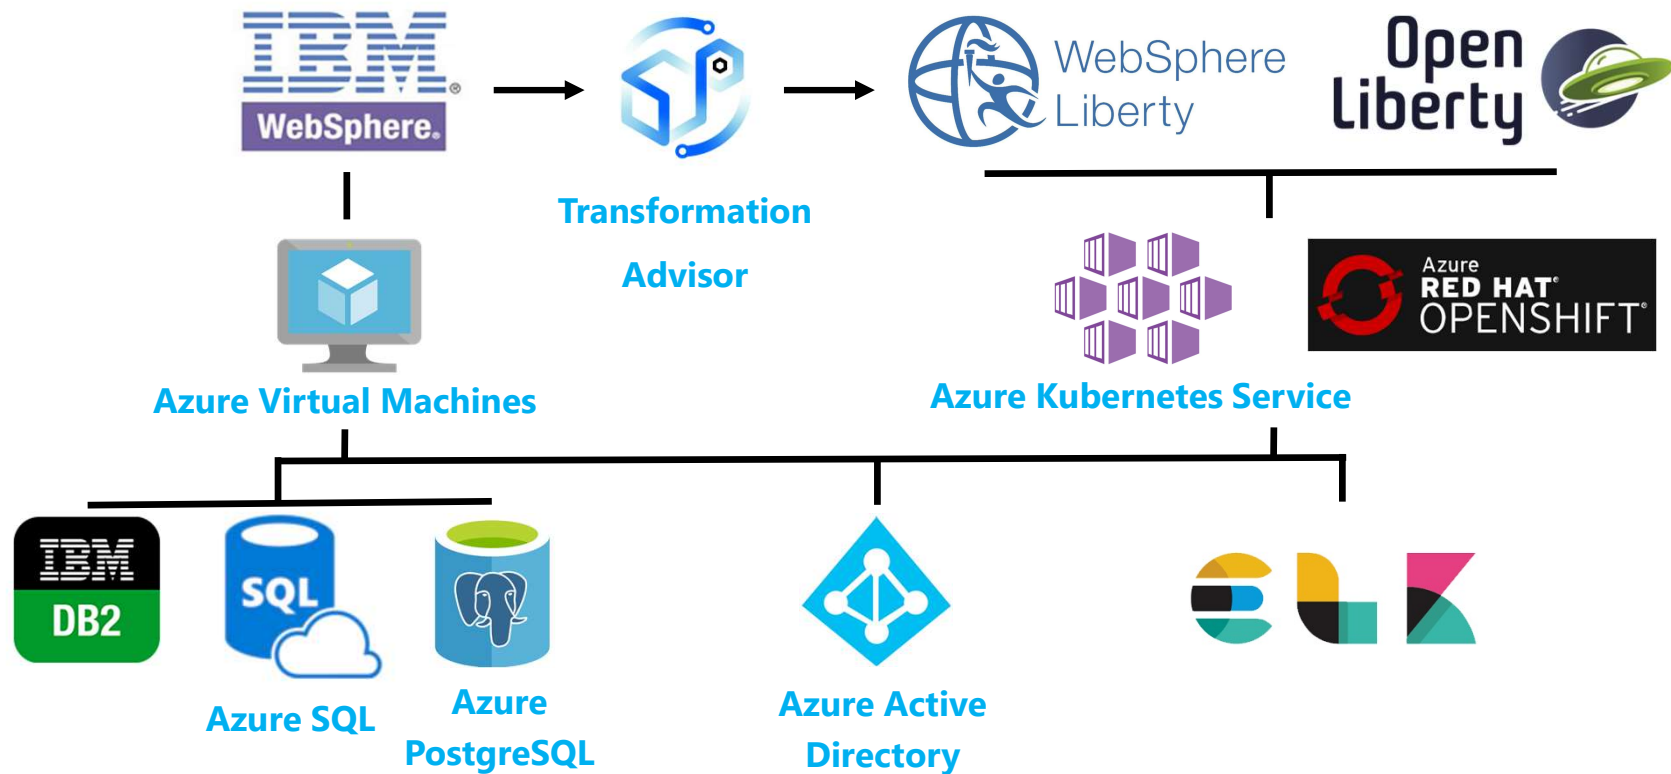 IBM®
WebSphere®
WebSphere
Liberty
Open
Liberty
Transformation
Advisor
Azure
RED HAT®
OPENSHIFT®
Azure Virtual Machines
Azure Kubernetes Service
IBM
DB2
SQL
ELK
Azure SQL
Azure
PostgreSQL
Azure Active
Directory